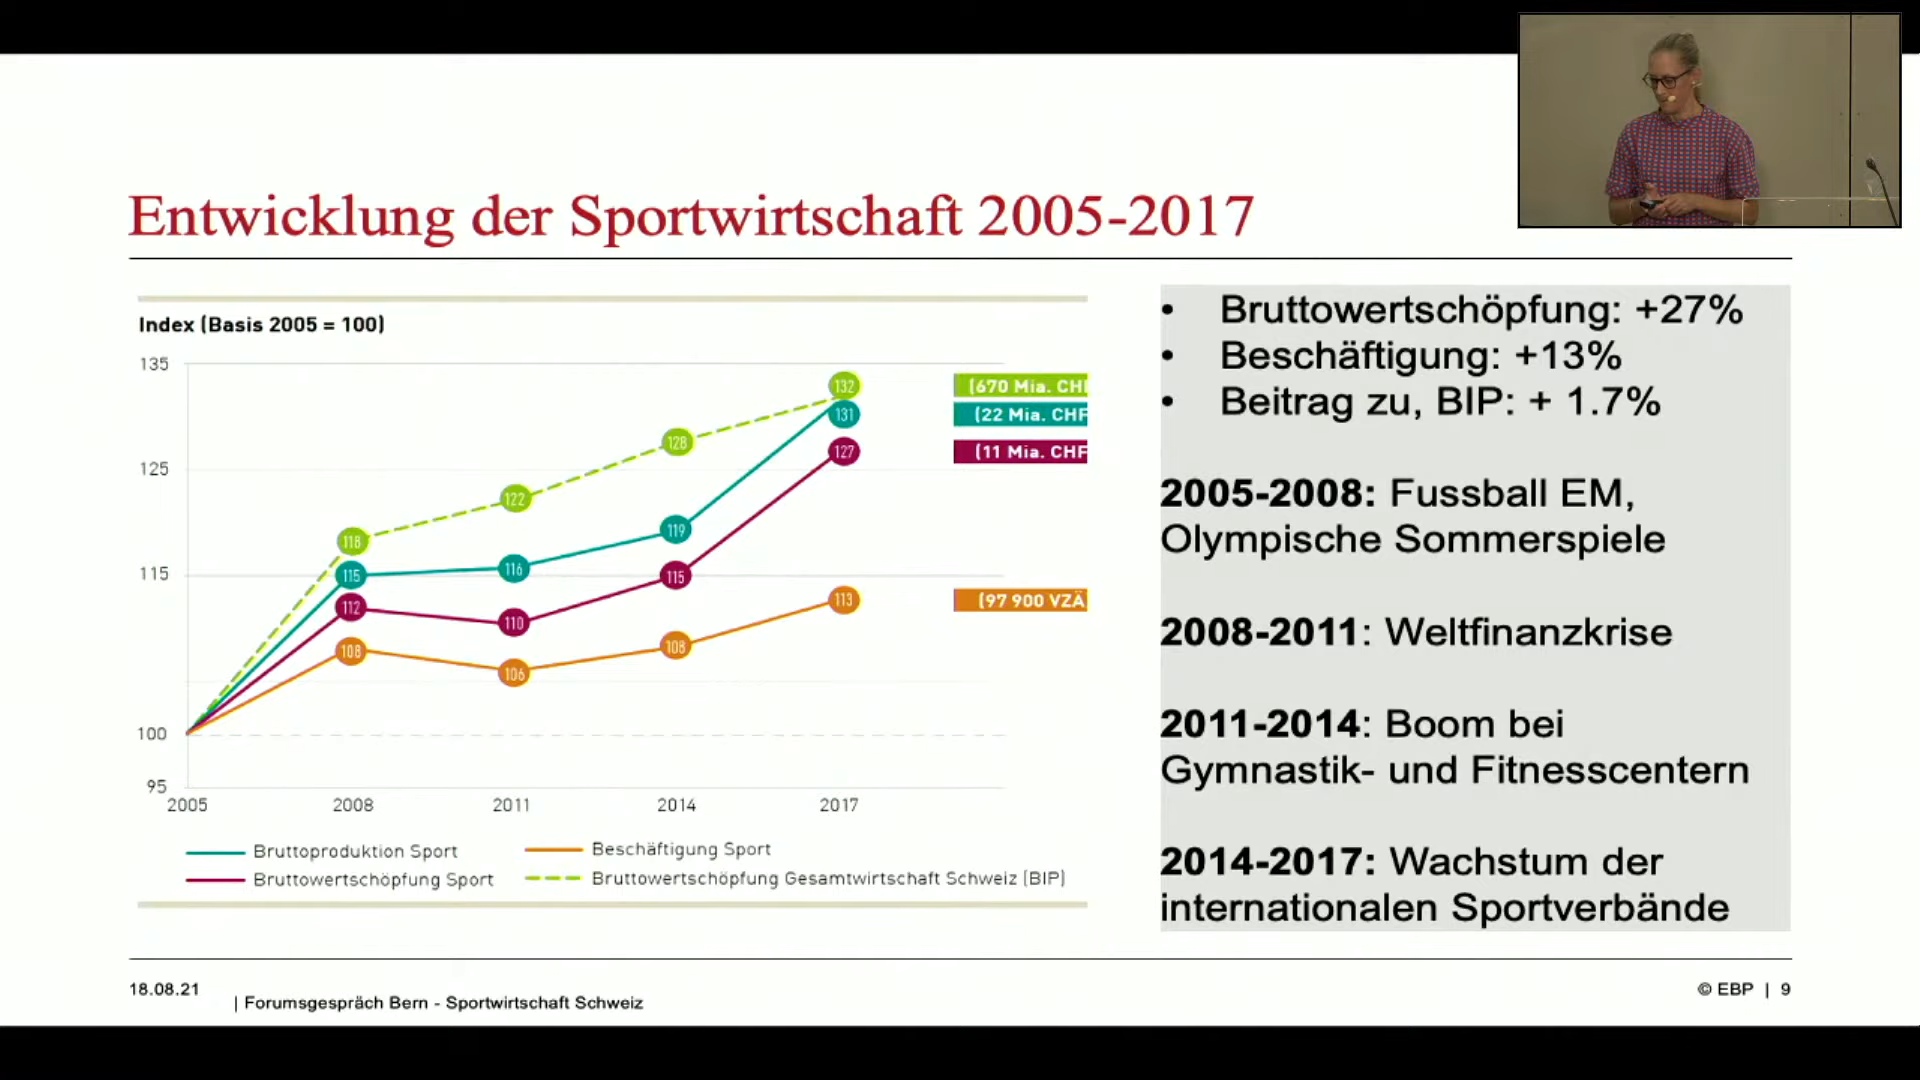 Entwicklung der Sportwirtschaft 2005-2017
Index (Basis 2005 = 100)
135
125
115
100
95
2005
2008
2011
2014
2017
118
122
128
132
115
116
119
131
112
110
115
127
108
106
108
113
(670 Mia. CHF
(22 Mia. CHF
(11 Mia. CHF
(97 900 VZÄ
Bruttoproduktion Sport
Beschäftigung Sport
Bruttowertschöpfung Sport
Bruttowertschöpfung Gesamtwirtschaft Schweiz (BIP)
• Bruttowertschöpfung: +27%
• Beschäftigung: +13%
• Beitrag zu, BIP: + 1.7%
2005-2008: Fussball EM,
Olympische Sommerspiele
2008-2011: Weltfinanzkrise
2011-2014: Boom bei
Gymnastik- und Fitnesscentern
2014-2017: Wachstum der
internationalen Sportverbände
18.08.21
| Forumsgespräch Bern - Sportwirtschaft Schweiz
© EBP | 9